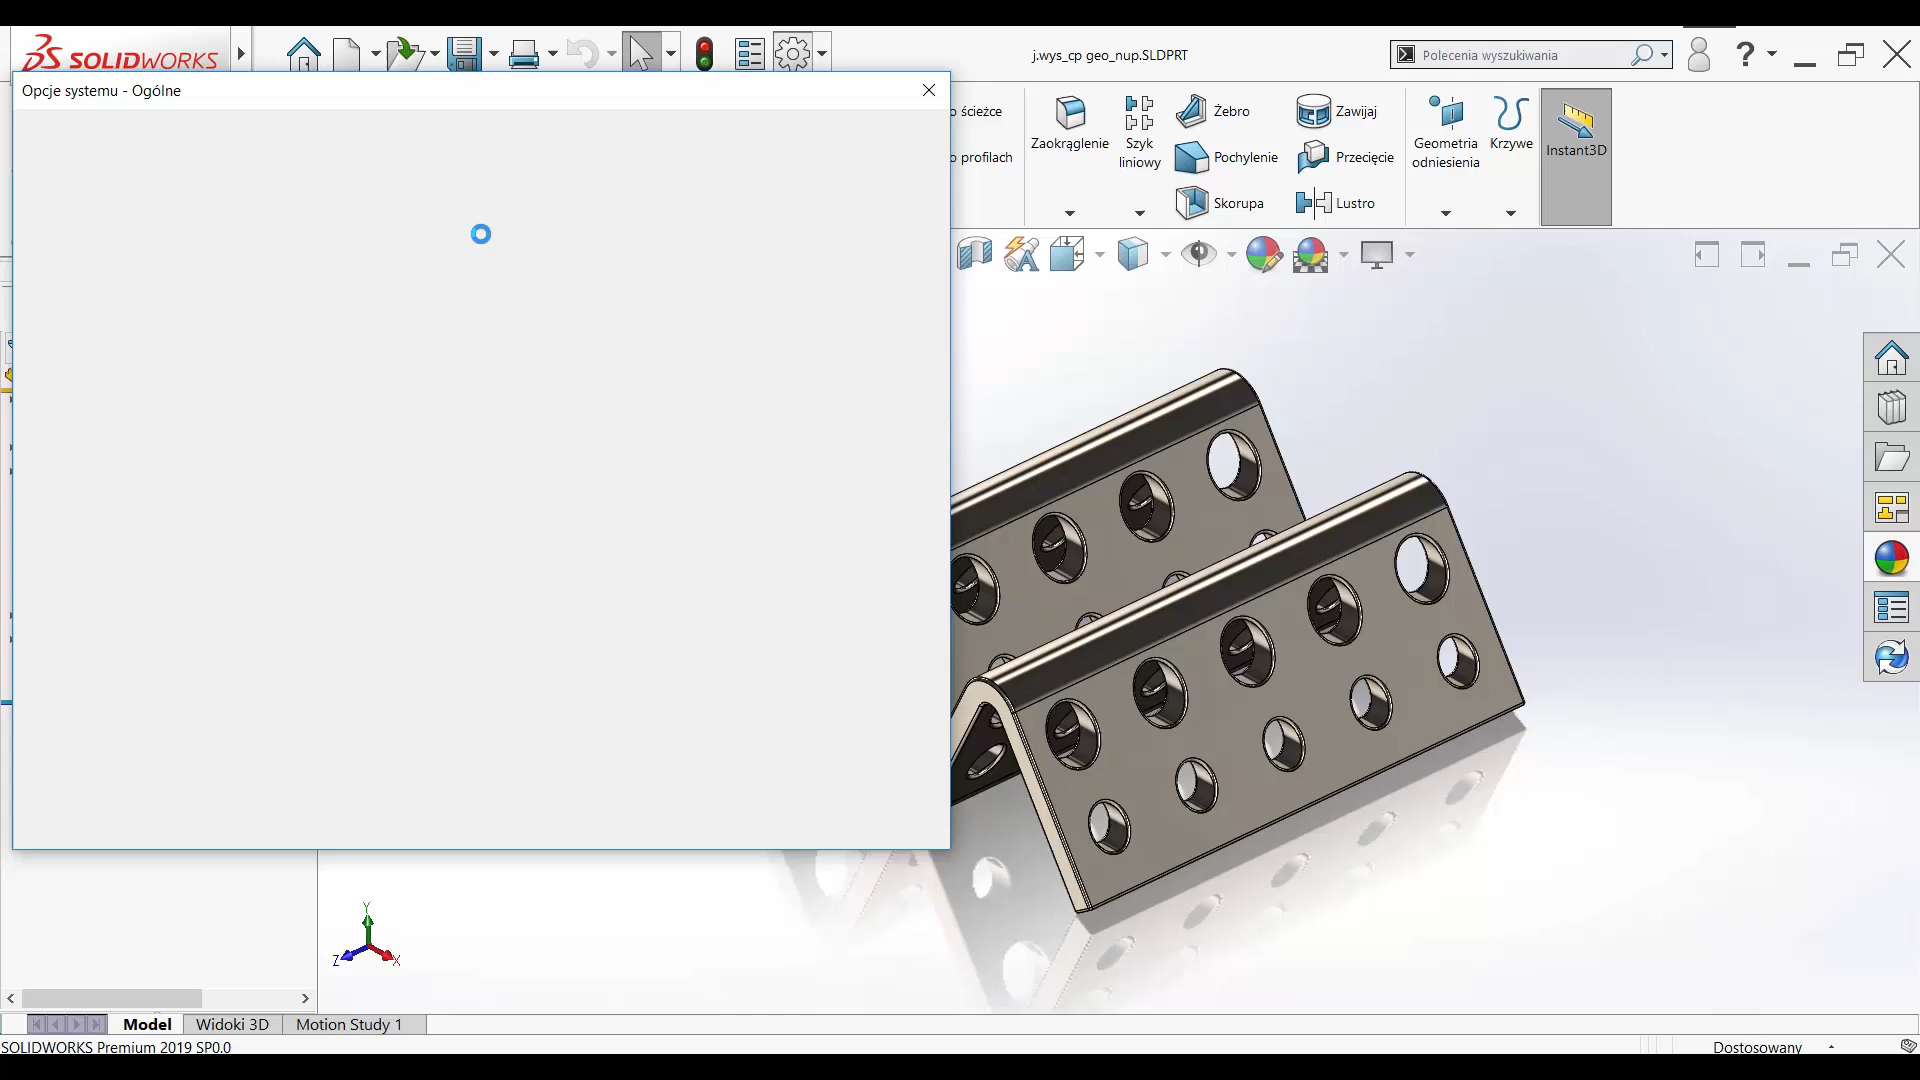 SOLIDWORKS
j.wys_cp geo_nup.SLDPRT
Polecenia wyszukiwania
?
Opcje systemu - Ogólne
o ścieżce
o profilach
Zaokrąglenie
Szyk
liniowy
Żebro
Pochylenie
Skorupa
Zawijaj
Przecięcie
Lustro
Geometria
odniesienia
Krzywe
Instant3D
Y
Z
X
Model
Widoki 3D
Motion Study 1
SOLIDWORKS Premium 2019 SP0.0
Dostosowany